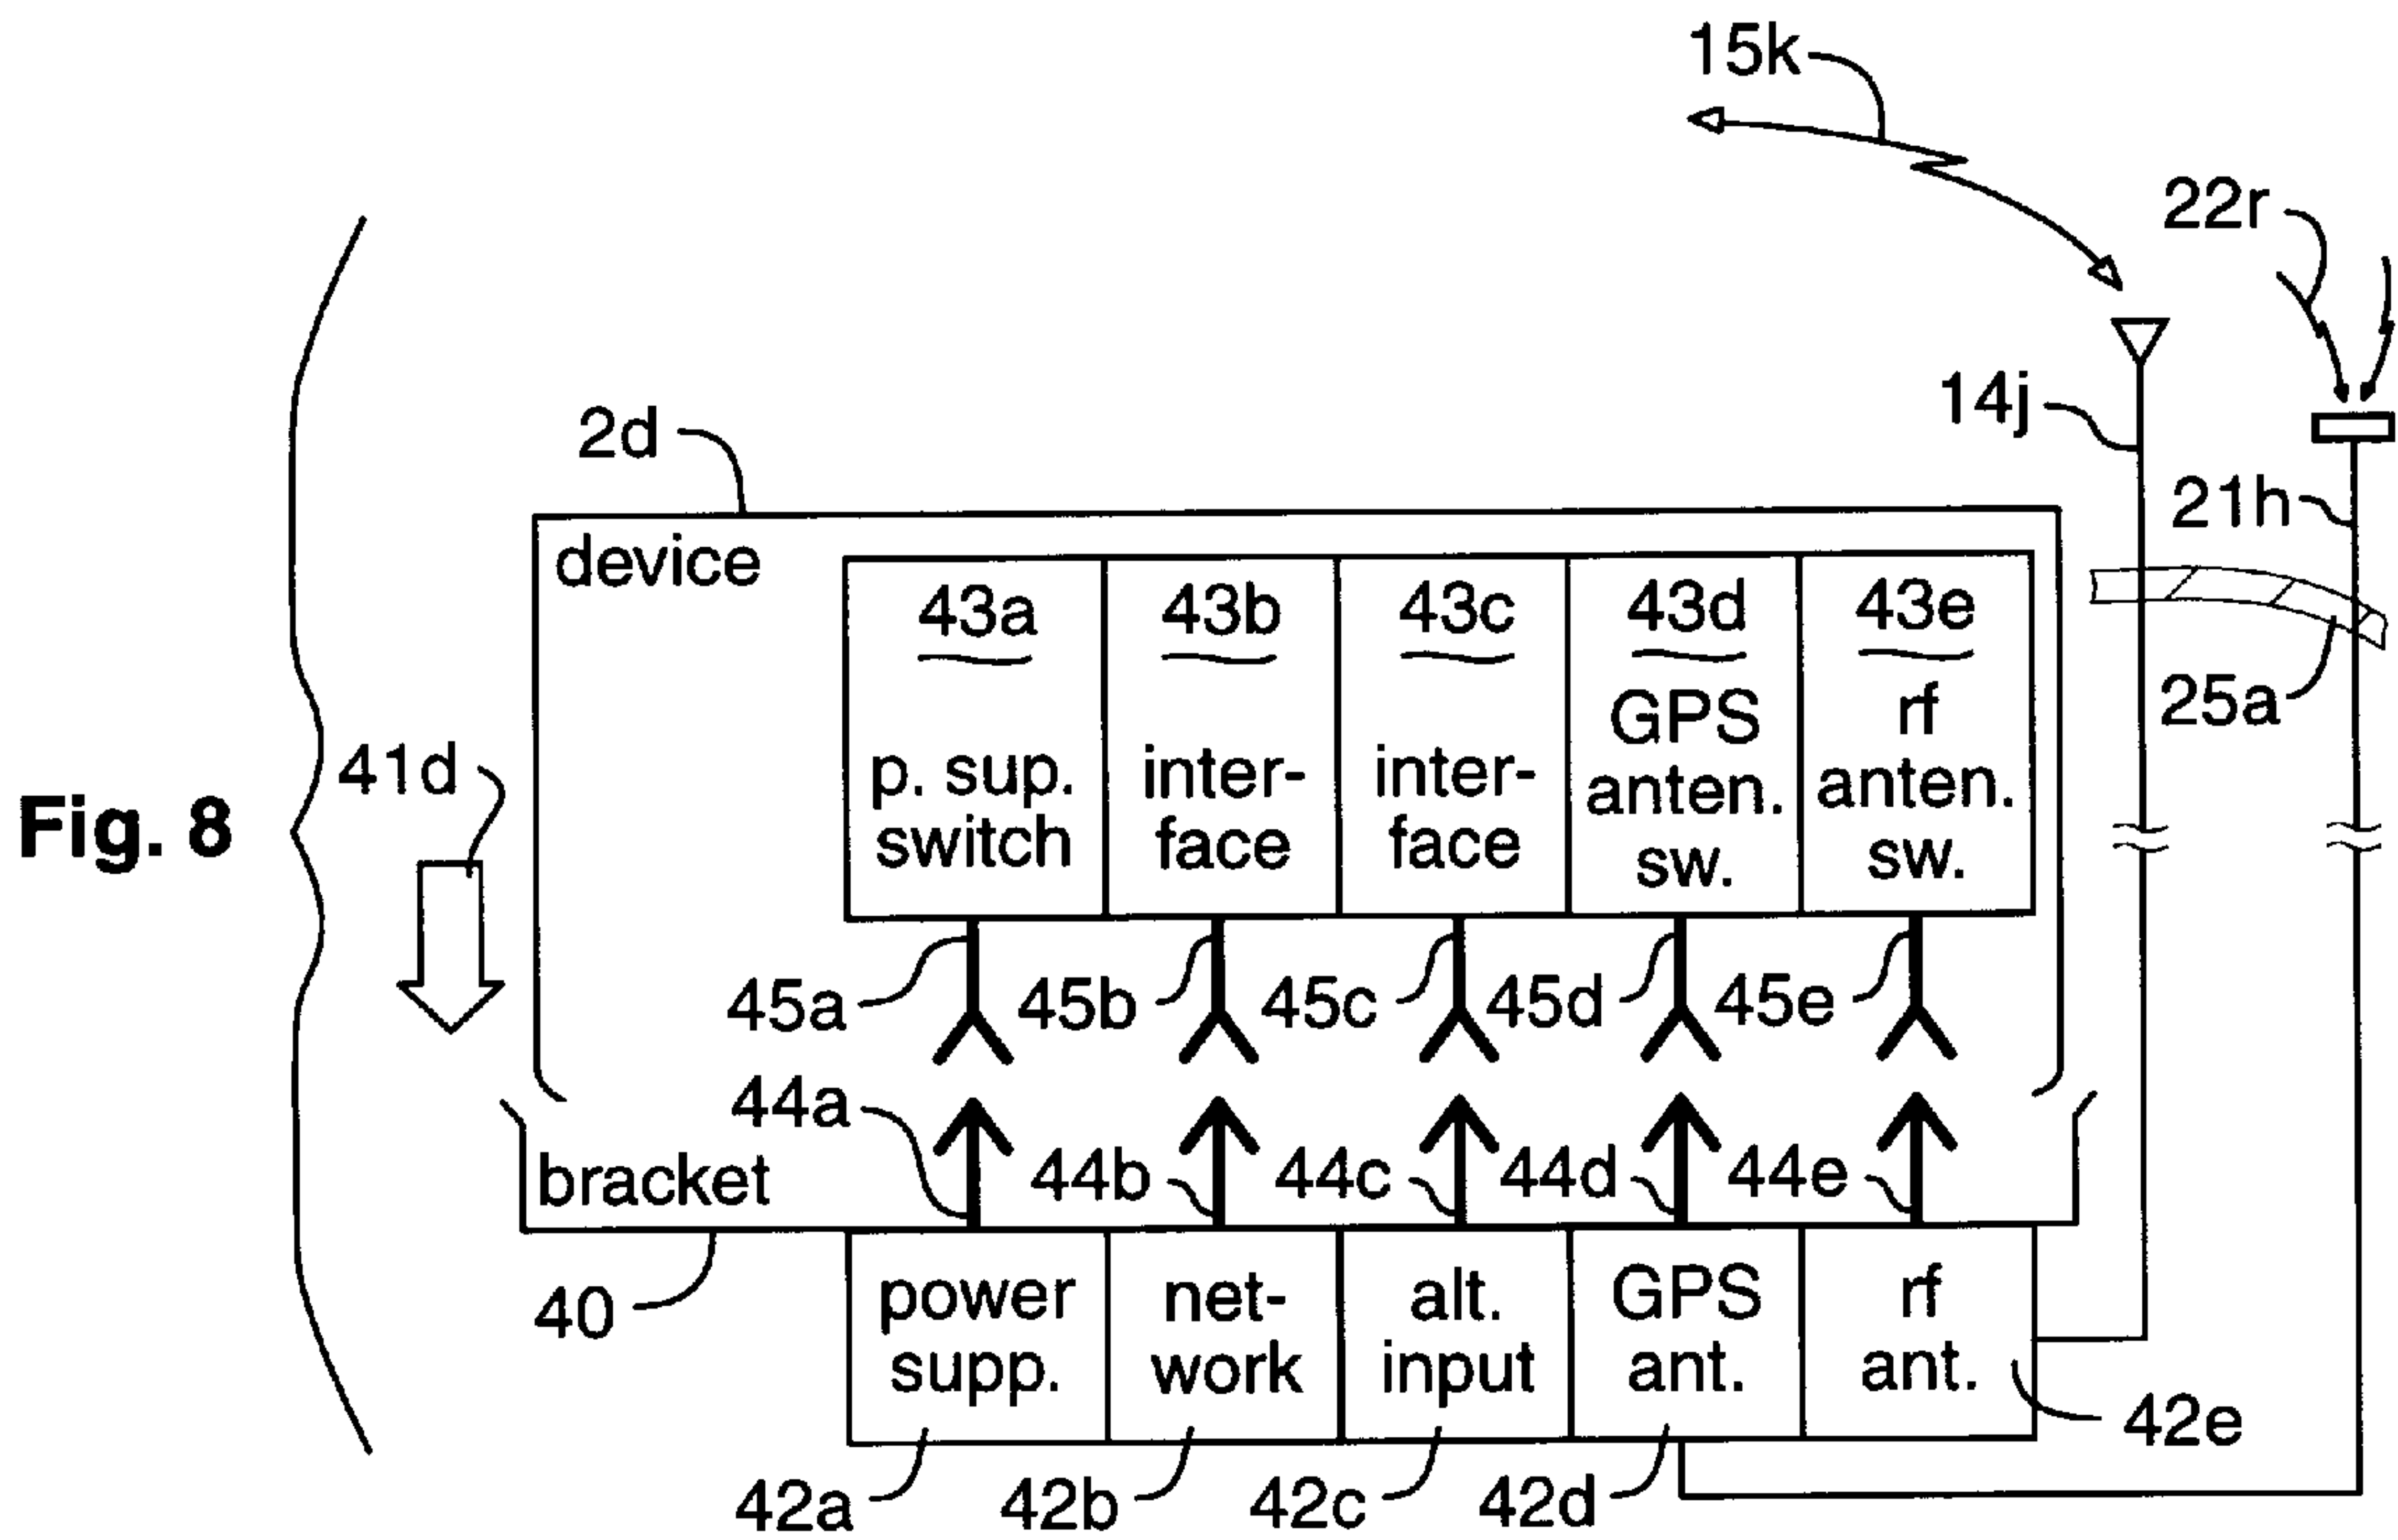 15k
22r
14j
2d
21h
device
43a
43b
43c
43d
43e
p. sup.
switch
inter-
face
inter-
face
GPS
anten.
sw.
rf
anten.
sw.
25a
41d
Fig. 8
45a
45b
45c
45d
45e
44a
44b
44c
44d
44e
bracket
40
power
supp.
net-
work
alt.
input
GPS
ant.
rf
ant.
42e
42a
42b
42c
42d